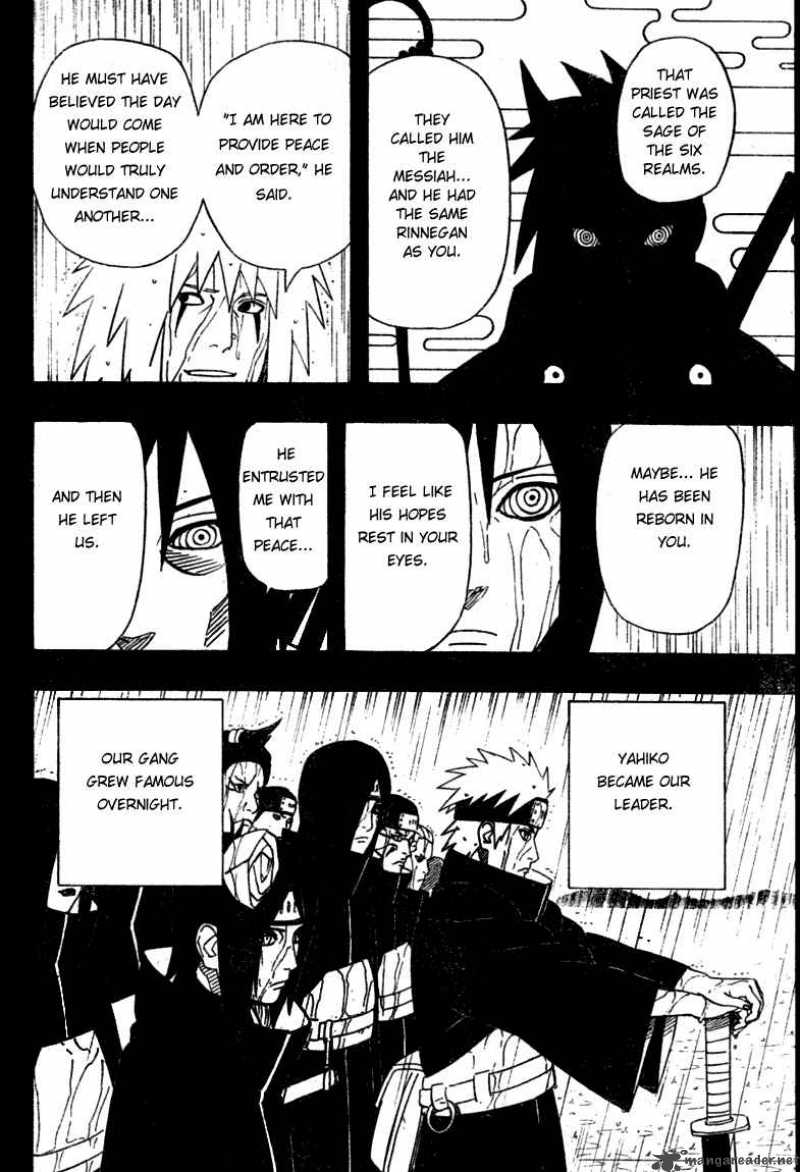 THAT
PRIEST WAS
CALLED THE
SAGE OF
THE SIX
REALMS.
THEY
CALLED HIM
THE
MESSIAH...
AND HE HAD
THE SAME
RINNEGAN
AS YOU.
"I AM HERE TO
PROVIDE PEACE
AND ORDER," HE
SAID.
HE MUST HAVE
BELIEVED THE DAY
WOULD COME
WHEN PEOPLE
WOULD TRULY
UNDERSTAND ONE
ANOTHER...
MAYBE... HE
HAS BEEN
REBORN IN
YOU.
I FEEL LIKE
HIS HOPES
REST IN YOUR
EYES.
HE
ENTRUSTED
ME WITH
THAT
PEACE...
AND THEN
HE LEFT
US.
YAHIKO
BECAME OUR
LEADER.
OUR GANG
GREW FAMOUS
OVERNIGHT.
mangareader.net